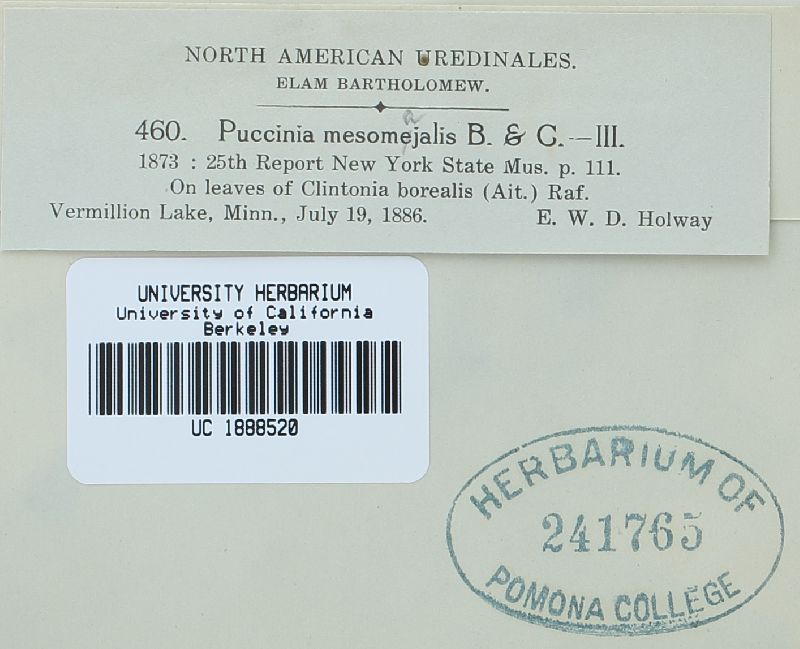 NORTH AMERICAN UREDINALES.
ELAM BARTHOLOMEW.
a
460. Puccinia mesomejalis B. & C.—III.
1873 : 25th Report New York State Mus. p. 111.
On leaves of Clintonia borealis (Ait.) Raf.
Vermillion Lake, Minn., July 19, 1886. E. W. D. Holway
UNIVERSITY HERBARIUM
University of California
Berkeley
UC 1888520
HERBARIUM OF
241765
POMONA COLLEGE